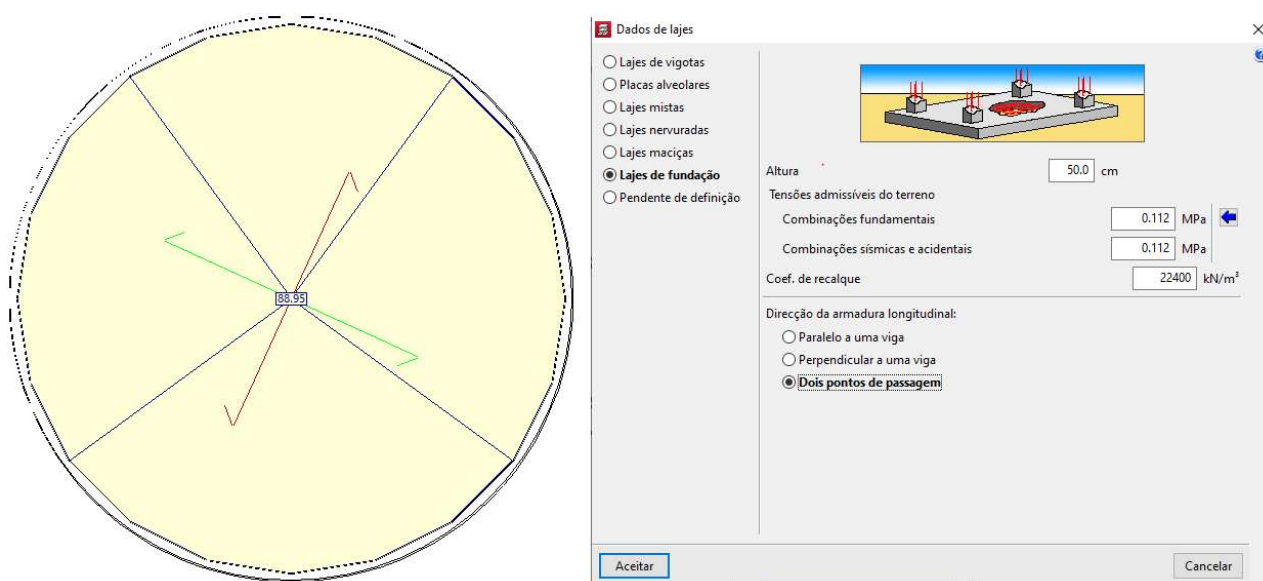 88.95
Dados de lajes
Lajes de vigotas
Placas alveolares
Lajes mistas
Lajes nervuradas
Lajes maciças
Lajes de fundação
Pendente de definição
Altura 50.0 cm
Tensões admissíveis do terreno
Combinações fundamentais 0.112 MPa
Combinações sísmicas e acidentais 0.112 MPa
Coef. de recalque 22400 kN/m³
Direcção da armadura longitudinal:
Paralelo a uma viga
Perpendicular a uma viga
Dois pontos de passagem
Aceitar Cancelar